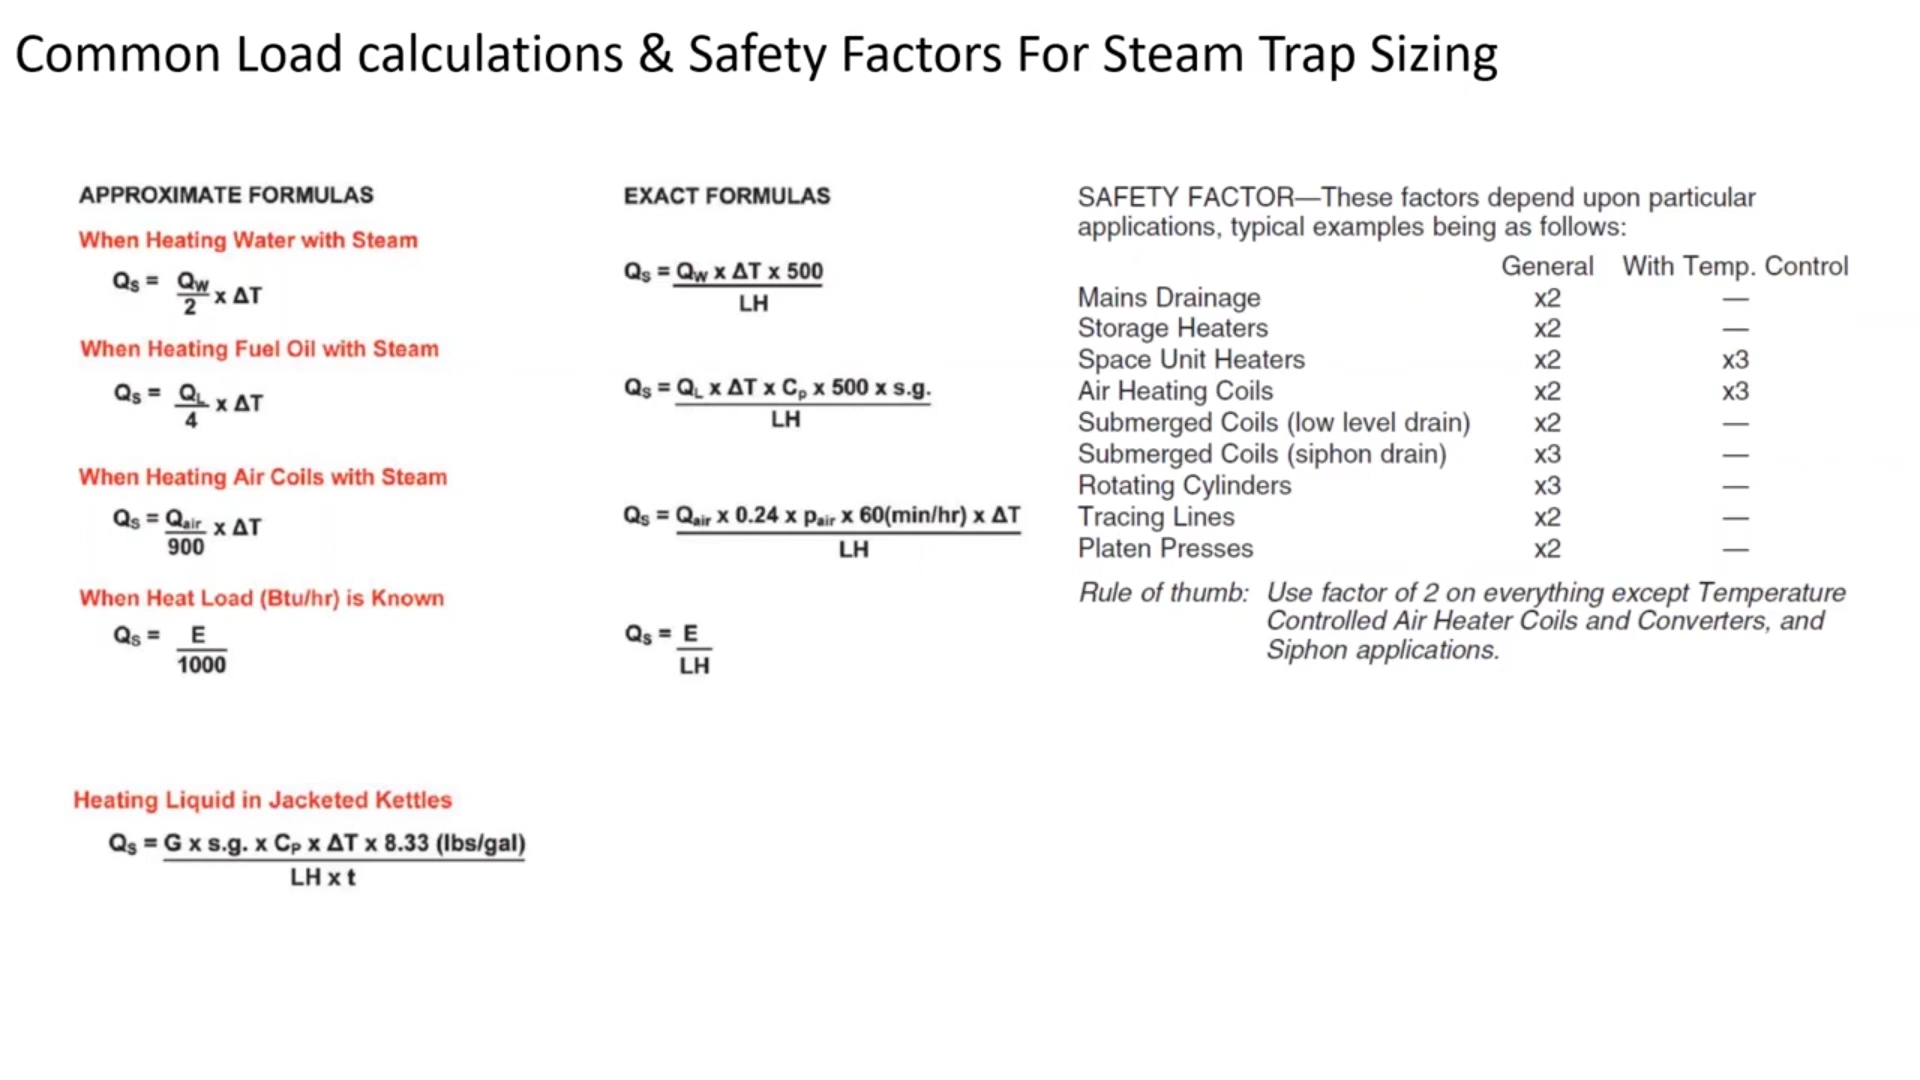 Common Load calculations & Safety Factors For Steam Trap Sizing
APPROXIMATE FORMULAS
When Heating Water with Steam
Qs = Qw
2 x ΔT
When Heating Fuel Oil with Steam
Qs = QL
4 x ΔT
When Heating Air Coils with Steam
Qs = Qair x ΔT
900
When Heat Load (Btu/hr) is Known
Qs = E
1000
Heating Liquid in Jacketed Kettles
Qs = G x s.g. x CP x ΔT x 8.33 (lbs/gal)
LH x t
EXACT FORMULAS
Qs = Qw x ΔT x 500
LH
Qs = QL x ΔT x Cp x 500 x s.g.
LH
Qs = Qair x 0.24 x pair x 60(min/hr) x ΔT
LH
Qs = E
LH
SAFETY FACTOR—These factors depend upon particular
applications, typical examples being as follows:
General With Temp. Control
Mains Drainage x2 —
Storage Heaters x2 —
Space Unit Heaters x2 x3
Air Heating Coils x2 x3
Submerged Coils (low level drain) x2 —
Submerged Coils (siphon drain) x3 —
Rotating Cylinders x3 —
Tracing Lines x2 —
Platen Presses x2 —
Rule of thumb: Use factor of 2 on everything except Temperature
Controlled Air Heater Coils and Converters, and
Siphon applications.